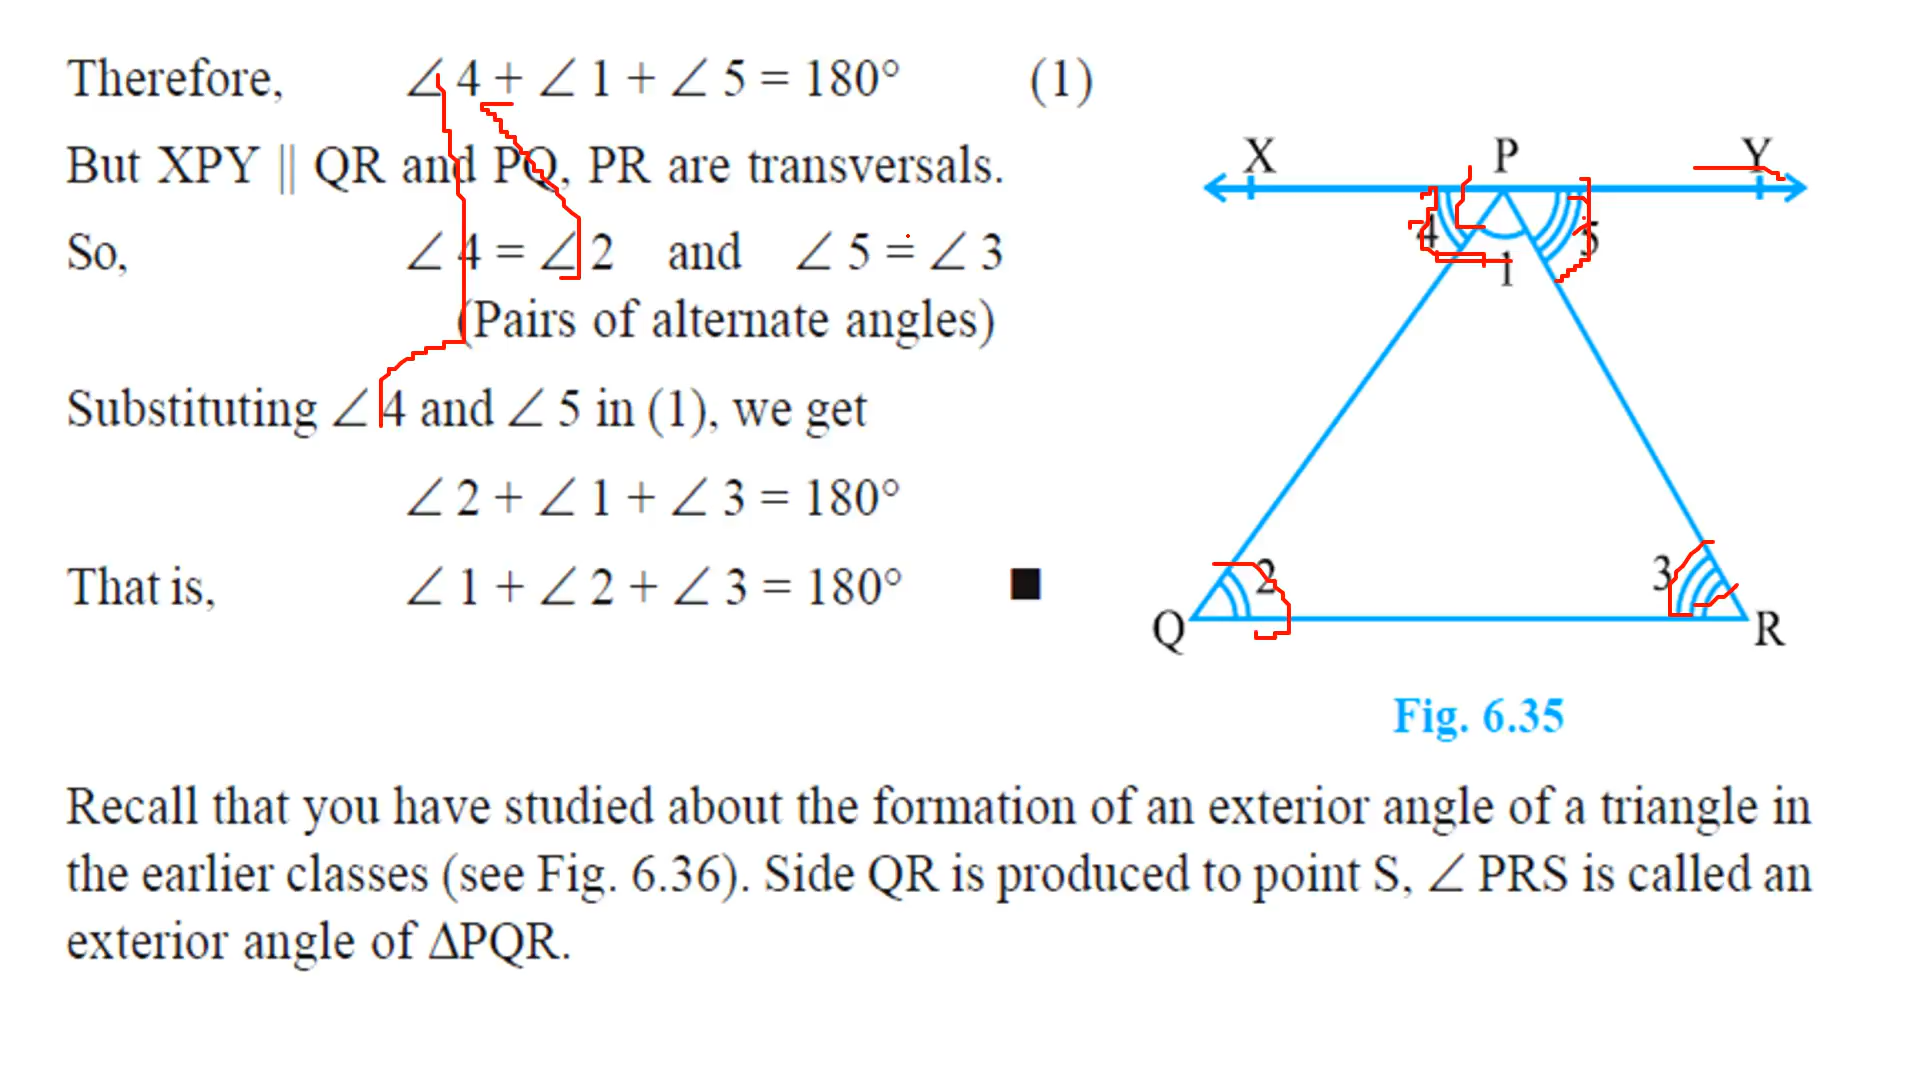 Therefore, ∠ 4 + ∠ 1 + ∠ 5 = 180° (1)
But XPY || QR and PQ, PR are transversals.
So, ∠ 4 = ∠ 2 and ∠ 5 = ∠ 3
(Pairs of alternate angles)
Substituting ∠ 4 and ∠ 5 in (1), we get
∠ 2 + ∠ 1 + ∠ 3 = 180°
That is, ∠ 1 + ∠ 2 + ∠ 3 = 180° ■
X P Y
4 5
1
2 3
Q R
Fig. 6.35
Recall that you have studied about the formation of an exterior angle of a triangle in
the earlier classes (see Fig. 6.36). Side QR is produced to point S, ∠ PRS is called an
exterior angle of ΔPQR.